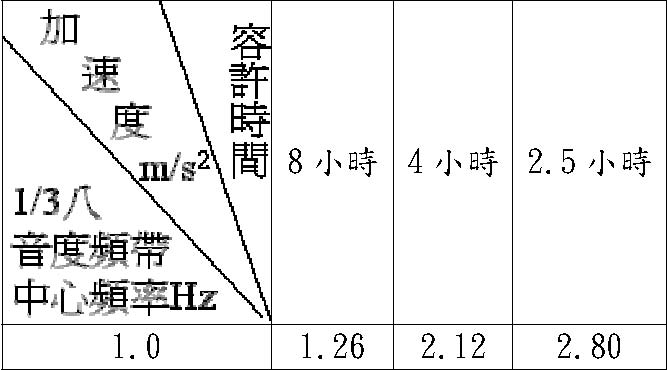 加速度 m/s²
容許時間
1/3八
音度頻帶
中心頻率Hz
8小時 4小時 2.5小時
1.0 1.26 2.12 2.80